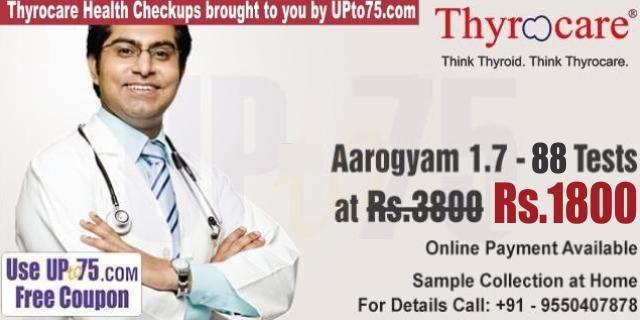 Thyrocare Health Checkups brought to you by UPto75.com
Thyrocare®
Think Thyroid. Think Thyrocare.
UPto75
Aarogyam 1.7 - 88 Tests
at Rs.3800 Rs.1800
Online Payment Available
Sample Collection at Home
For Details Call: +91 - 9550407878
Use UPto75.COM
Free Coupon